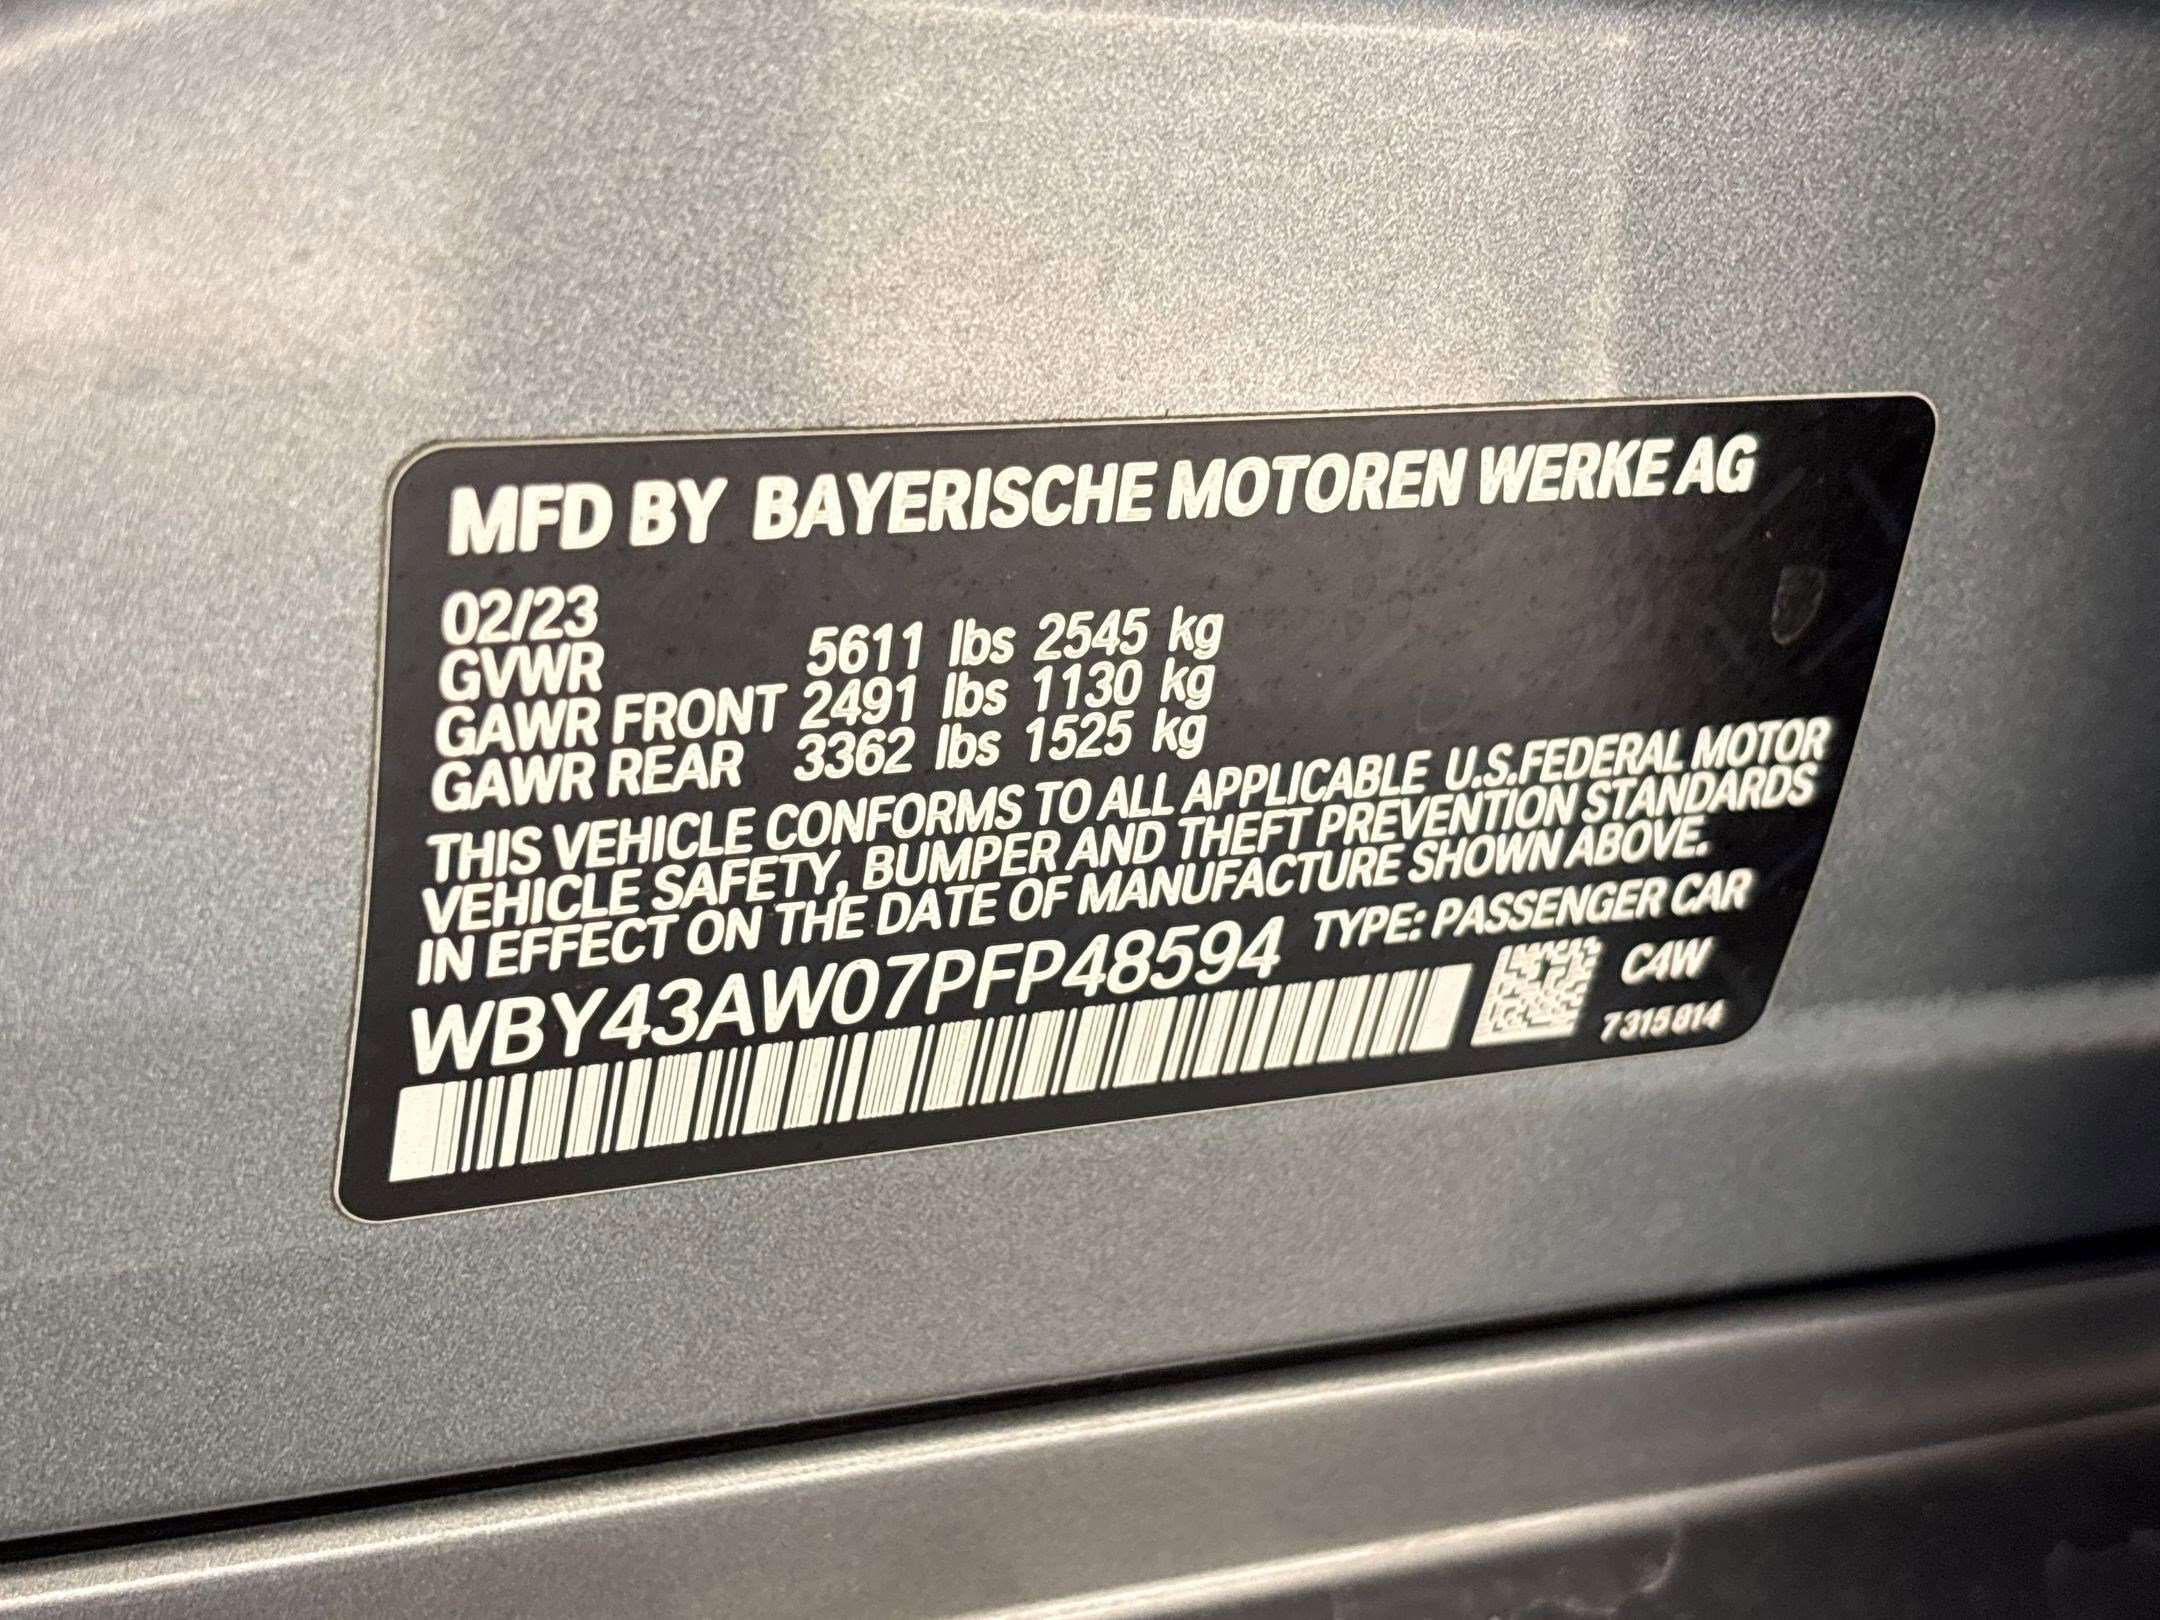 MFD BY BAYERISCHE MOTOREN WERKE AG
02/23
GVWR 5611 lbs 2545 kg
GAWR FRONT 2491 lbs 1130 kg
GAWR REAR 3362 lbs 1525 kg
THIS VEHICLE CONFORMS TO ALL APPLICABLE U.S.FEDERAL MOTOR
VEHICLE SAFETY, BUMPER AND THEFT PREVENTION STANDARDS
IN EFFECT ON THE DATE OF MANUFACTURE SHOWN ABOVE.
WBY43AW07PFP48594 TYPE: PASSENGER CAR
C4W
7315814